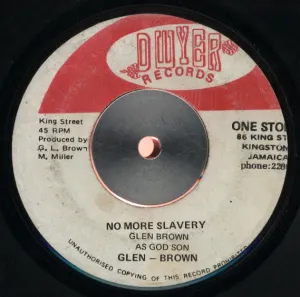 DWYER
RECORDS
King Street
45 RPM
Produced by
G. L. Brown
M. Miller
ONE STO
86 KING ST
KINGSTON
JAMAICA
phone:228
NO MORE SLAVERY
GLEN BROWN
AS GOD SON
GLEN - BROWN
UNAUTHORISED COPYING OF THIS RECORD PROHIBITED